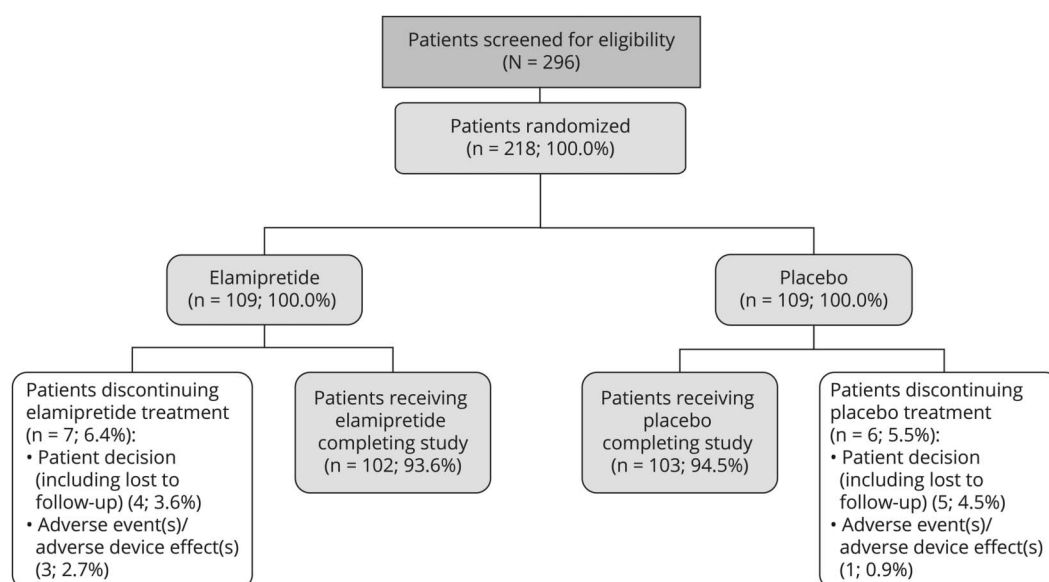 Patients screened for eligibility
(N = 296)
Patients randomized
(n = 218; 100.0%)
Elamipretide
(n = 109; 100.0%)
Placebo
(n = 109; 100.0%)
Patients discontinuing
elamipretide treatment
(n = 7; 6.4%):
• Patient decision
(including lost to
follow-up) (4; 3.6%)
• Adverse event(s)/
adverse device effect(s)
(3; 2.7%)
Patients receiving
elamipretide
completing study
(n = 102; 93.6%)
Patients receiving
placebo
completing study
(n = 103; 94.5%)
Patients discontinuing
placebo treatment
(n = 6; 5.5%):
• Patient decision
(including lost to
follow-up) (5; 4.5%)
• Adverse event(s)/
adverse device effect(s)
(1; 0.9%)